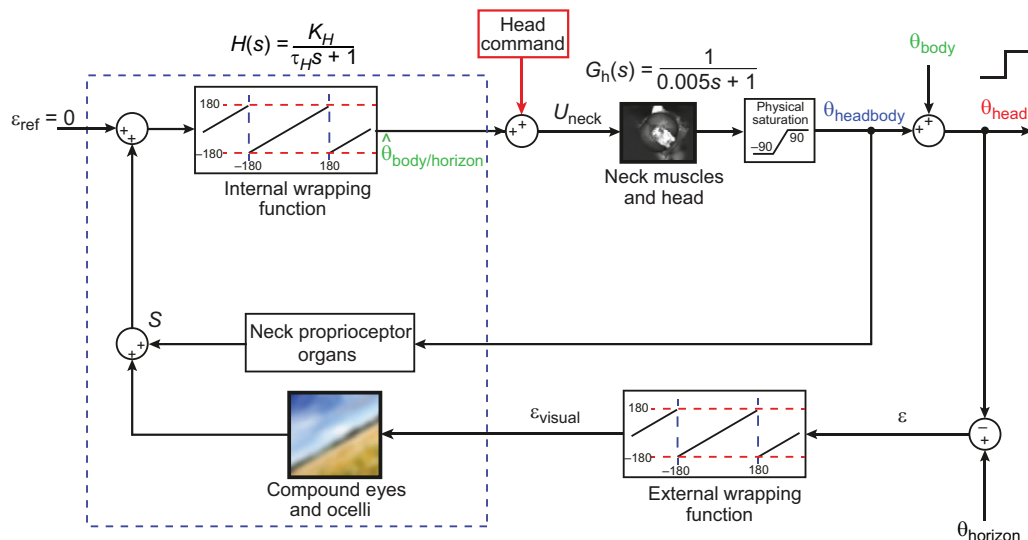 H(s) = K_H / τ_H s + 1
Head
command
G_h(s) = 1 / 0.005s + 1
θ_body
ε_ref = 0
+
+
180
−180
−180
180
θ̂_body/horizon
Internal wrapping
function
+
+
U_neck
Neck muscles
and head
Physical
saturation
−90
90
θ_headbody
+
+
θ_head
S
+
+
Neck proprioceptor
organs
Compound eyes
and ocelli
ε_visual
180
−180
−180
180
External wrapping
function
ε
−
+
θ_horizon